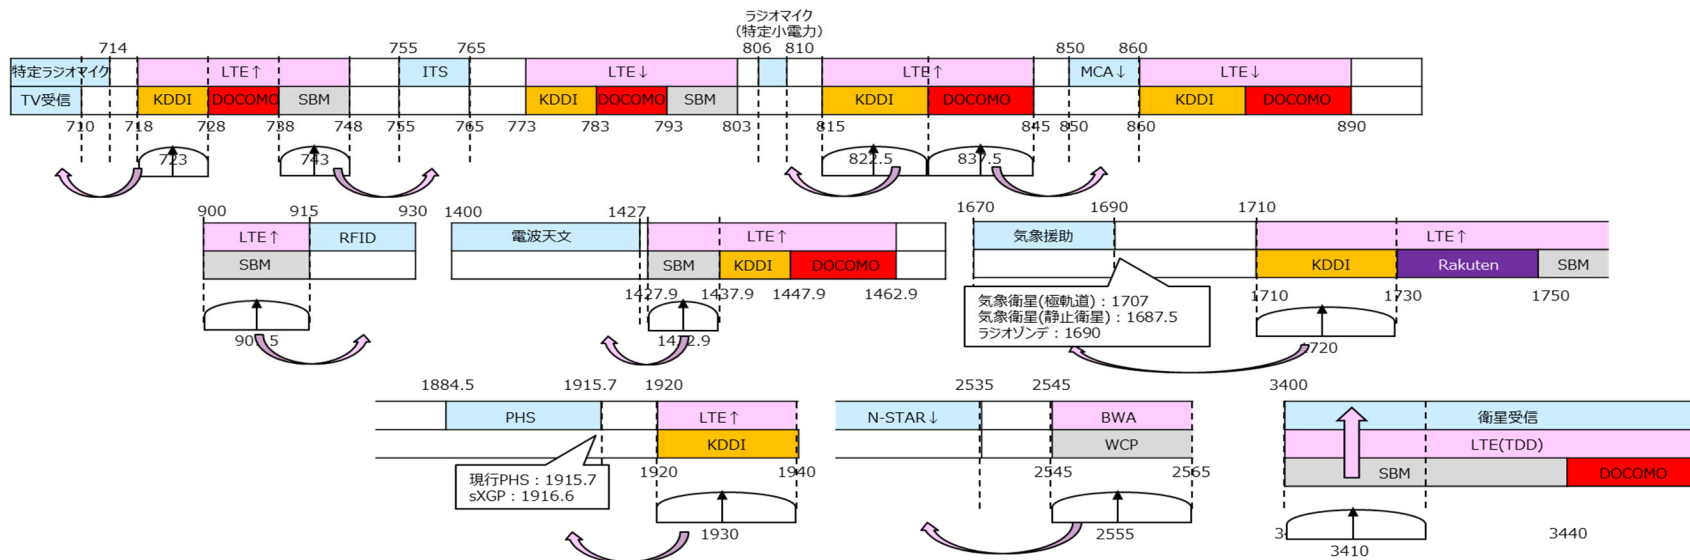 ラジオマイク
(特定小電力)
714 755 765 806 810 850 860
特定ラジオマイク LTE↑ ITS LTE↓ LTE↑ MCA↓ LTE↓
TV受信 KDDI DOCOMO SBM KDDI DOCOMO SBM KDDI DOCOMO KDDI DOCOMO
710 718 728 738 748 755 765 773 783 793 803 815 845 850 860 890
723 743 822.5 837.5
900 915 930 1400 1427 1670 1690 1710
LTE↑ RFID 電波天文 LTE↑ 気象援助 LTE↑
SBM SBM KDDI DOCOMO KDDI Rakuten SBM
1427.9 1437.9 1447.9 1462.9 1710 1730 1750
気象衛星(極軌道):1707
気象衛星(静止衛星):1687.5
ラジオゾンデ:1690
1884.5 1915.7 1920 2535 2545 3400
PHS LTE↑ N-STAR↓ BWA 衛星受信
KDDI WCP LTE(TDD)
SBM DOCOMO
1920 1940 2545 2565
現行PHS:1915.7
sXGP:1916.6
1930 2555 3440
3410